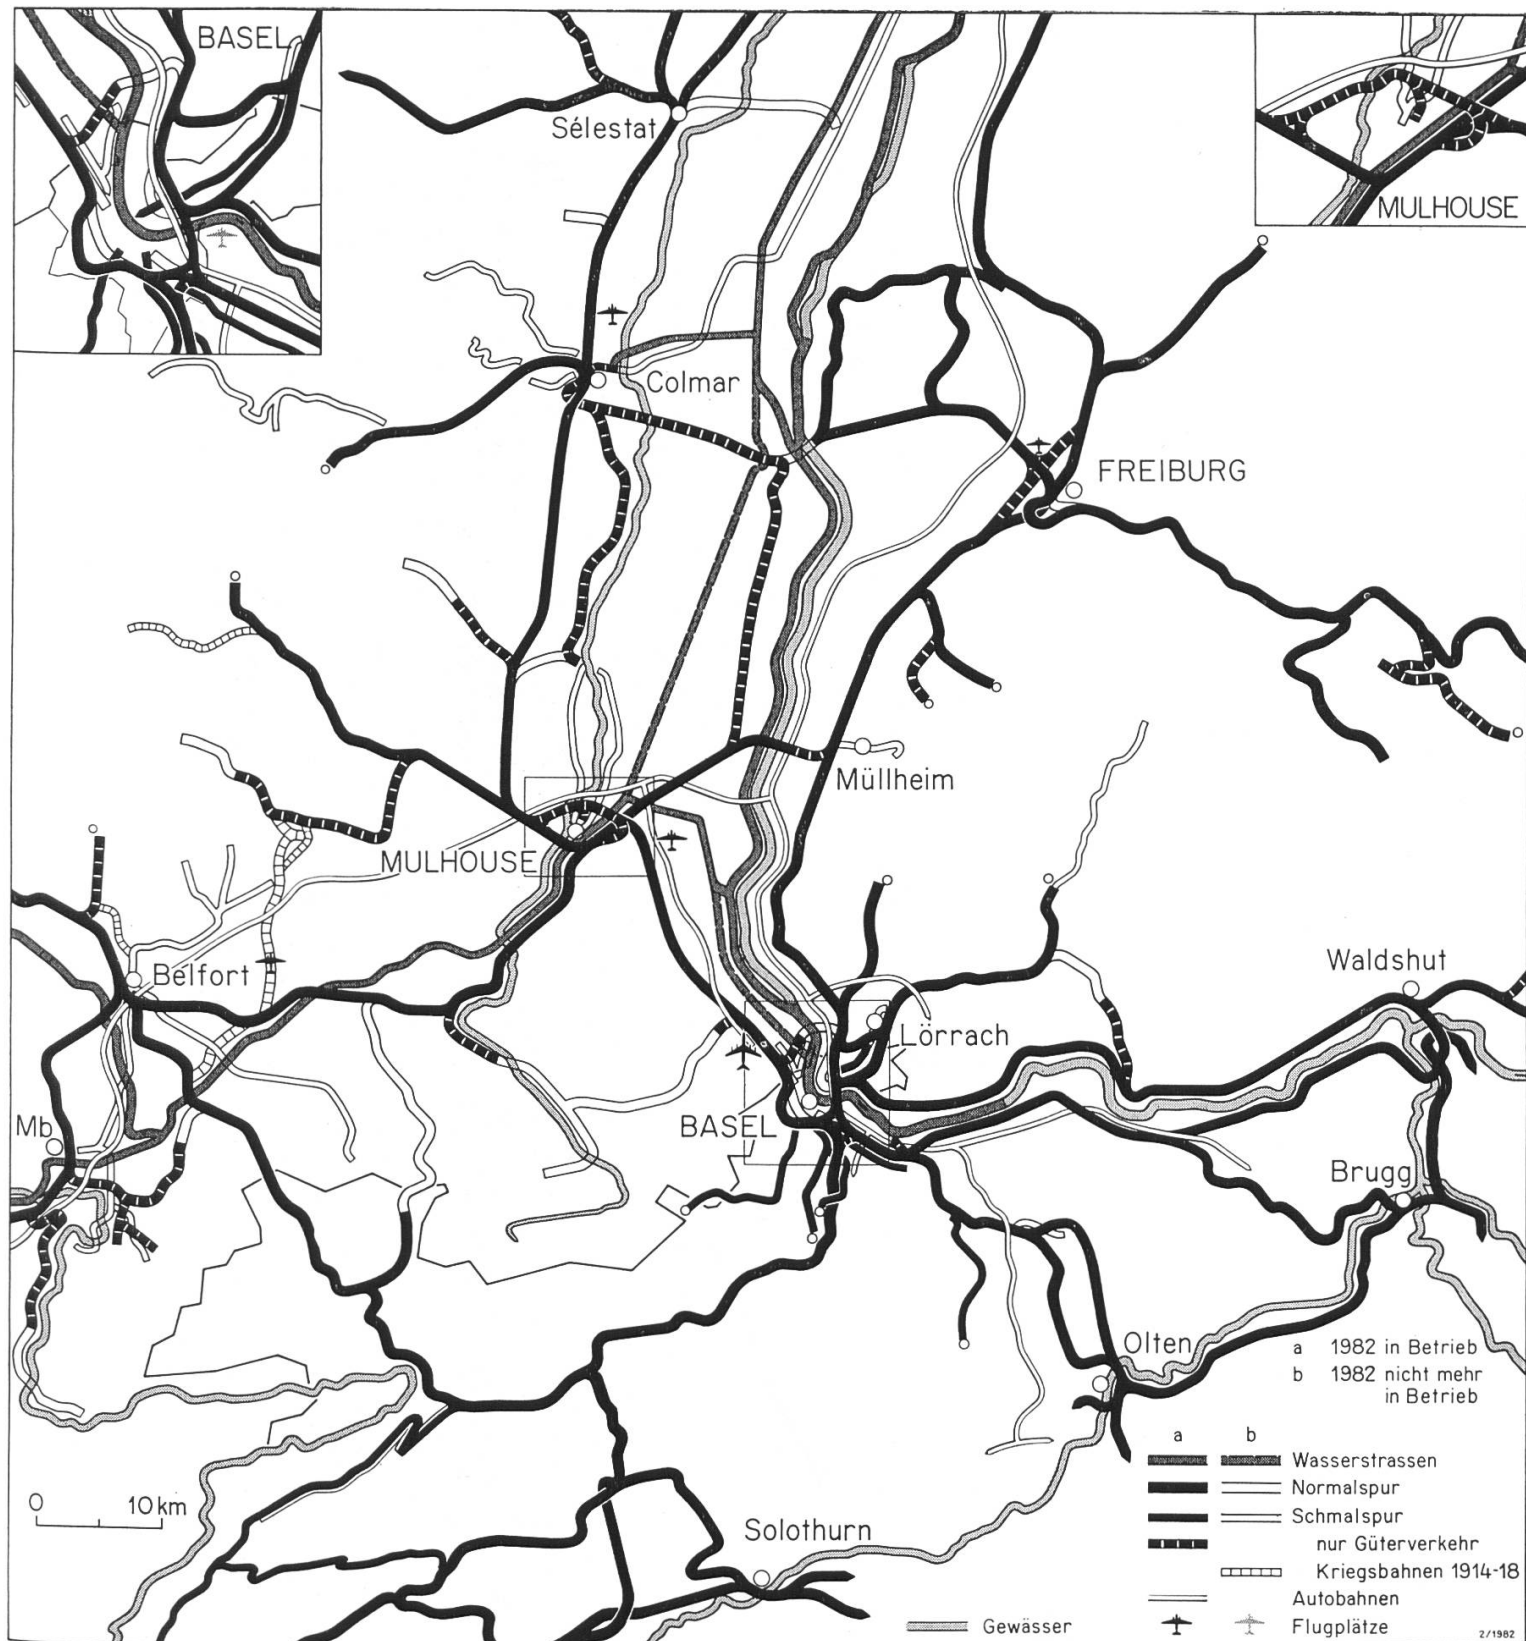 BASEL
MULHOUSE
Sélestat
Colmar
FREIBURG
Müllheim
MULHOUSE
Belfort
Waldshut
Lörrach
Mb
BASEL
Brugg
Olten
Solothurn
0 10 km
a 1982 in Betrieb
b 1982 nicht mehr
in Betrieb
a b
Wasserstrassen
Normalspur
Schmalspur
nur Güterverkehr
Kriegsbahnen 1914-18
Autobahnen
Gewässer
Flugplätze
2/1982